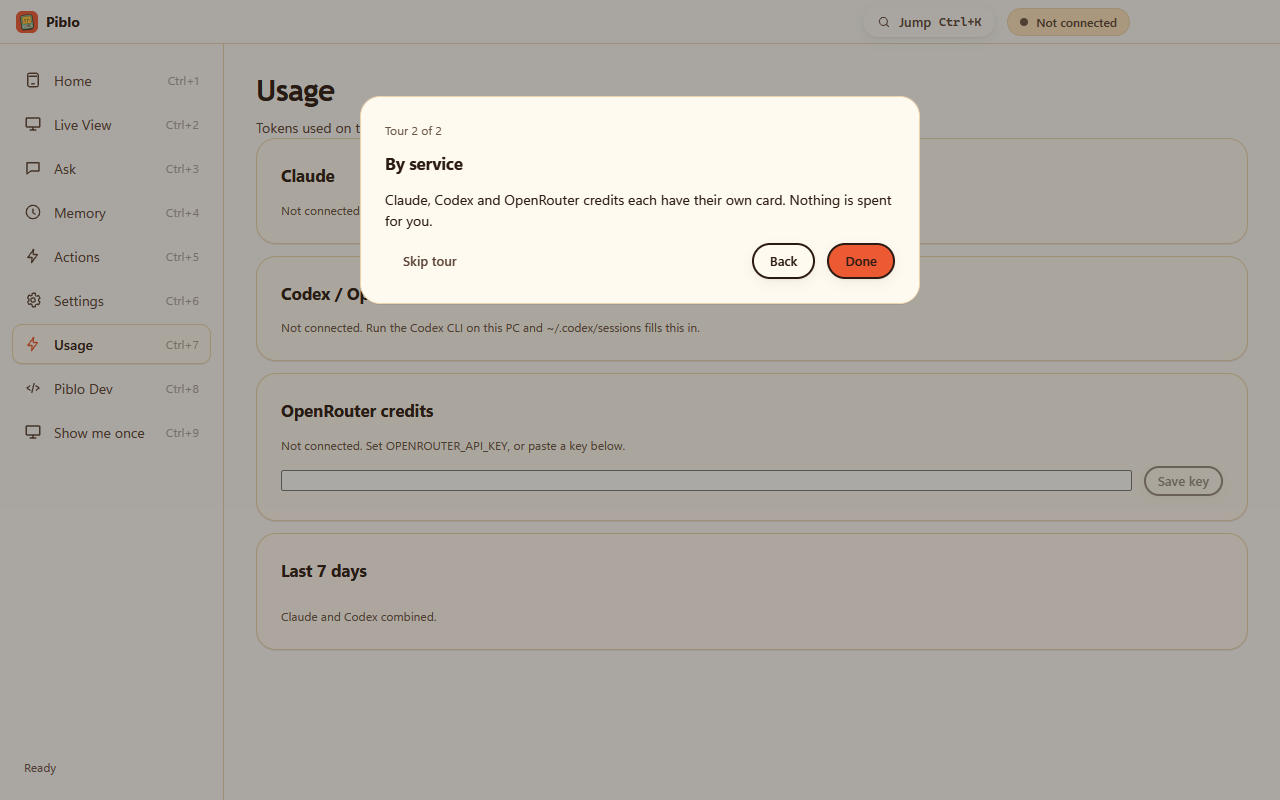 Piblo
Jump Ctrl+K
Not connected
Home Ctrl+1
Live View Ctrl+2
Ask Ctrl+3
Memory Ctrl+4
Actions Ctrl+5
Settings Ctrl+6
Usage Ctrl+7
Piblo Dev Ctrl+8
Show me once Ctrl+9
Ready
Usage
Tokens used on
Tour 2 of 2
By service
Claude, Codex and OpenRouter credits each have their own card. Nothing is spent
for you.
Skip tour
Back
Done
Claude
Not connected
Codex /
Not connected. Run the Codex CLI on this PC and ~/.codex/sessions fills this in.
OpenRouter credits
Not connected. Set OPENROUTER_API_KEY, or paste a key below.
Save key
Last 7 days
Claude and Codex combined.